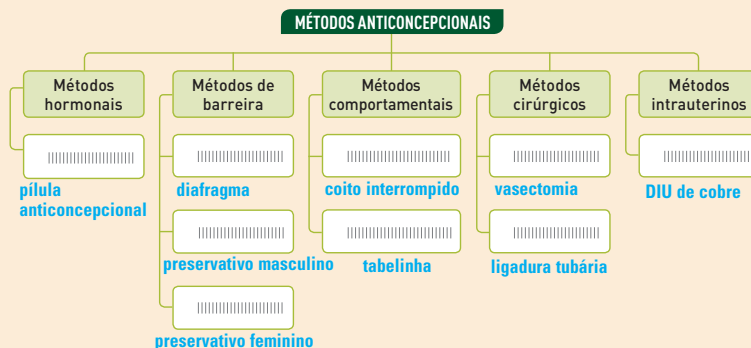 MÉTODOS ANTICONCEPCIONAIS
Métodos
hormonais
Métodos de
barreira
Métodos
comportamentais
Métodos
cirúrgicos
Métodos
intrauterinos
pílula
anticoncepcional
diafragma
coito interrompido
vasectomia
DIU de cobre
preservativo masculino
tabelinha
ligadura tubária
preservativo feminino